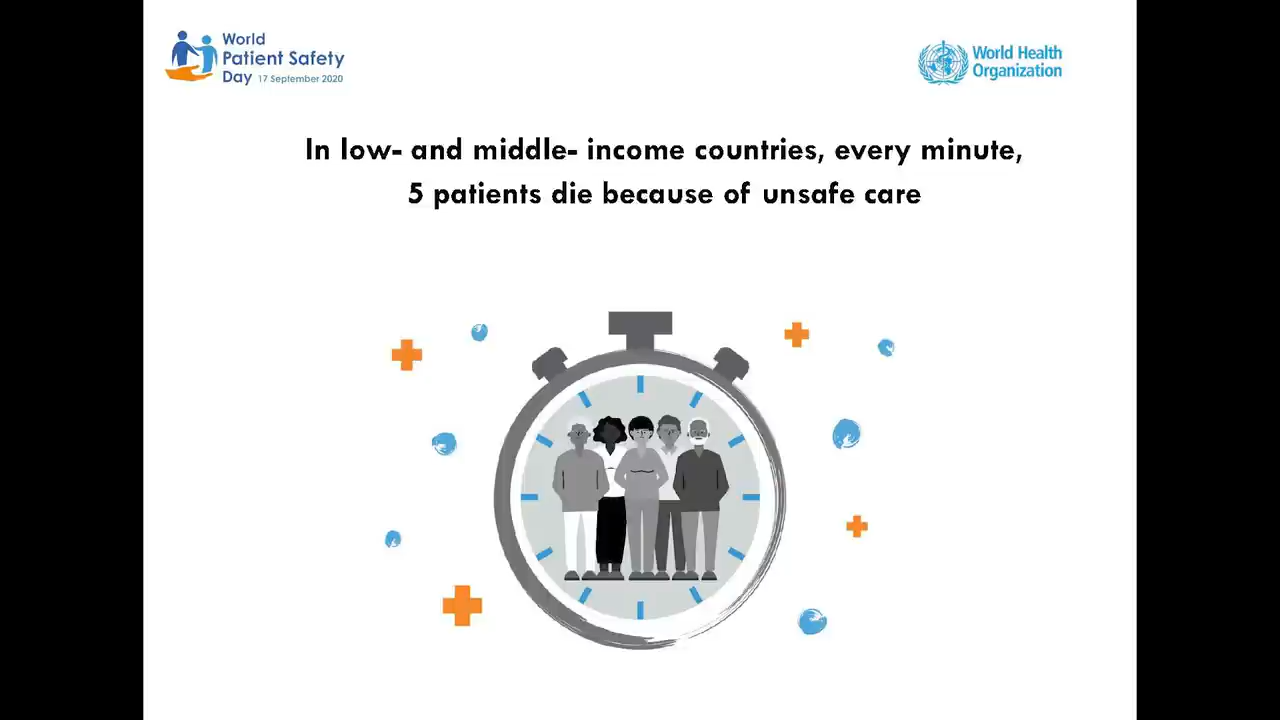 World
Patient Safety
Day 17 September 2020
World Health
Organization
In low- and middle- income countries, every minute,
5 patients die because of unsafe care